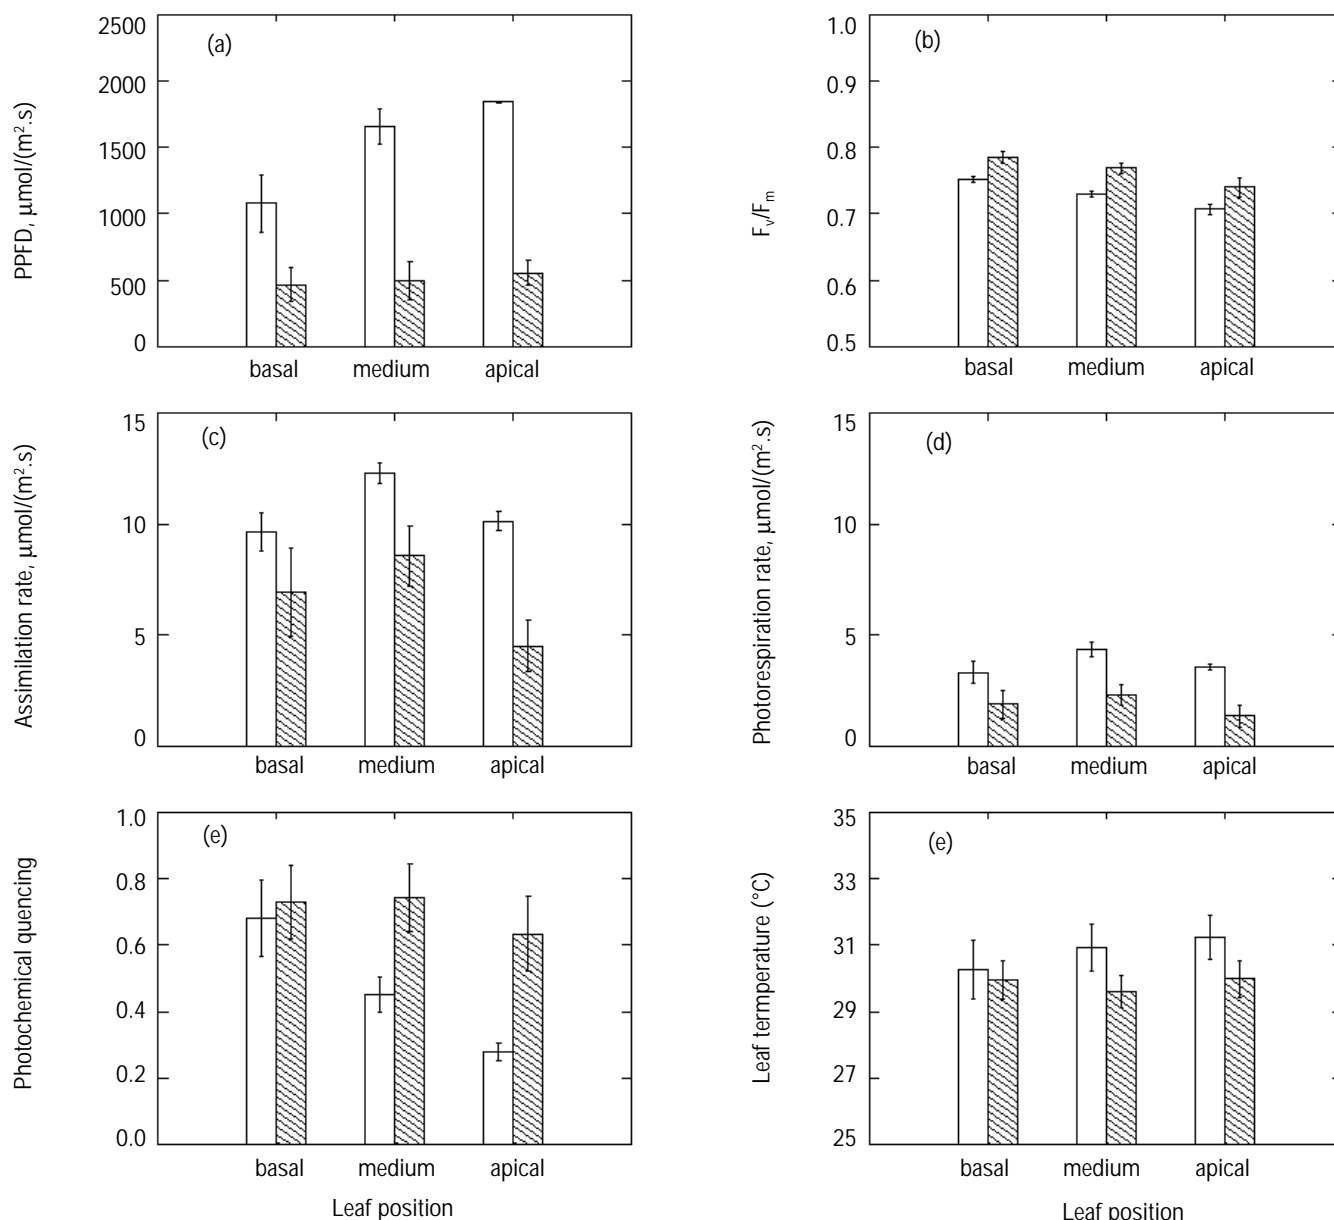 PPFD, μmol/(m².s)
2500
2000
1500
1000
500
0
(a)
basal medium apical
Fv/Fm
1.0
0.9
0.8
0.7
0.6
0.5
(b)
basal medium apical
Assimilation rate, μmol/(m².s)
15
10
5
0
(c)
basal medium apical
Photorespiration rate, μmol/(m².s)
15
10
5
0
(d)
basal medium apical
Photochemical quencing
1.0
0.8
0.6
0.4
0.2
0.0
(e)
basal medium apical
Leaf position
Leaf termperature (°C)
35
33
31
29
27
25
(e)
basal medium apical
Leaf position